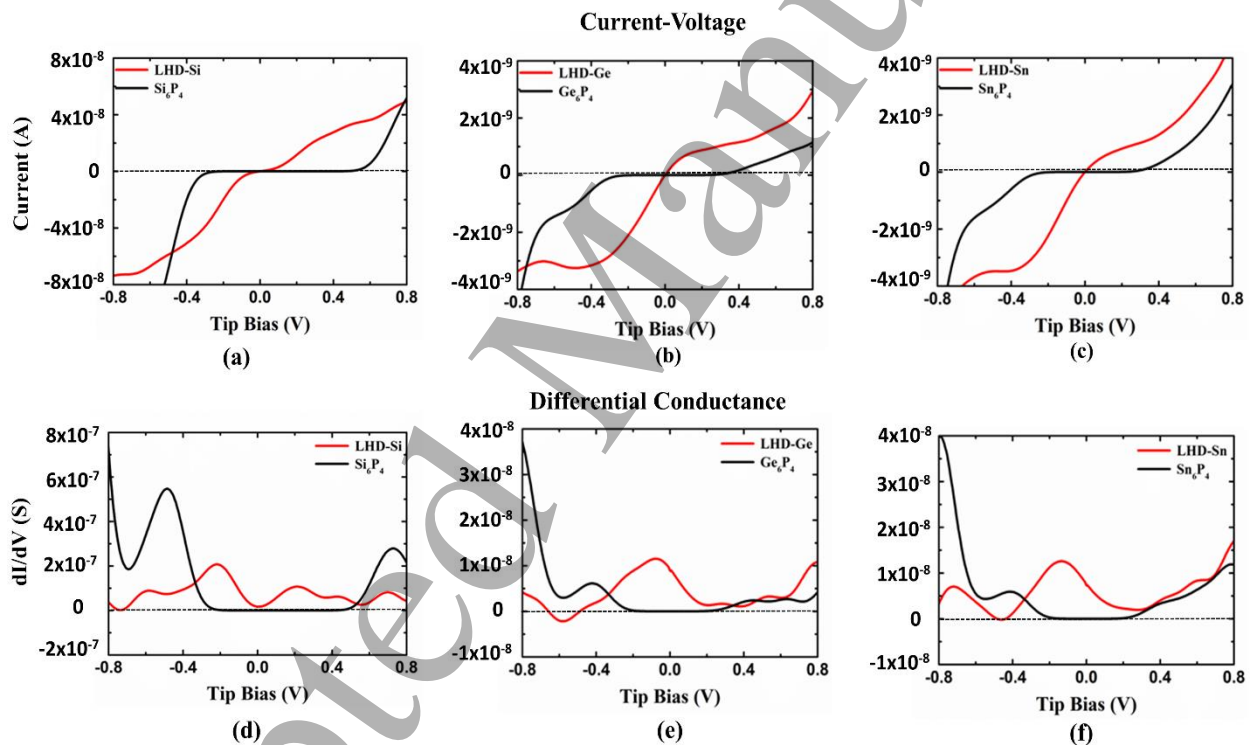 Current-Voltage
Current (A)
8x10⁻⁸
4x10⁻⁸
0
-4x10⁻⁸
-8x10⁻⁸
LHD-Si
Si₆P₄
-0.8 -0.4 0.0 0.4 0.8
Tip Bias (V)
(a)
4x10⁻⁹
2x10⁻⁹
0
-2x10⁻⁹
-4x10⁻⁹
LHD-Ge
Ge₆P₄
-0.8 -0.4 0.0 0.4 0.8
Tip Bias (V)
(b)
4x10⁻⁹
2x10⁻⁹
0
-2x10⁻⁹
-4x10⁻⁹
LHD-Sn
Sn₆P₄
-0.8 -0.4 0.0 0.4 0.8
Tip Bias (V)
(c)
Differential Conductance
dI/dV (S)
8x10⁻⁷
6x10⁻⁷
4x10⁻⁷
2x10⁻⁷
0
-2x10⁻⁷
LHD-Si
Si₆P₄
-0.8 -0.4 0.0 0.4 0.8
Tip Bias (V)
(d)
4x10⁻⁸
3x10⁻⁸
2x10⁻⁸
1x10⁻⁸
0
-1x10⁻⁸
LHD-Ge
Ge₆P₄
-0.8 -0.4 0.0 0.4 0.8
Tip Bias (V)
(e)
4x10⁻⁸
3x10⁻⁸
2x10⁻⁸
1x10⁻⁸
0
-1x10⁻⁸
LHD-Sn
Sn₆P₄
-0.8 -0.4 0.0 0.4 0.8
Tip Bias (V)
(f)